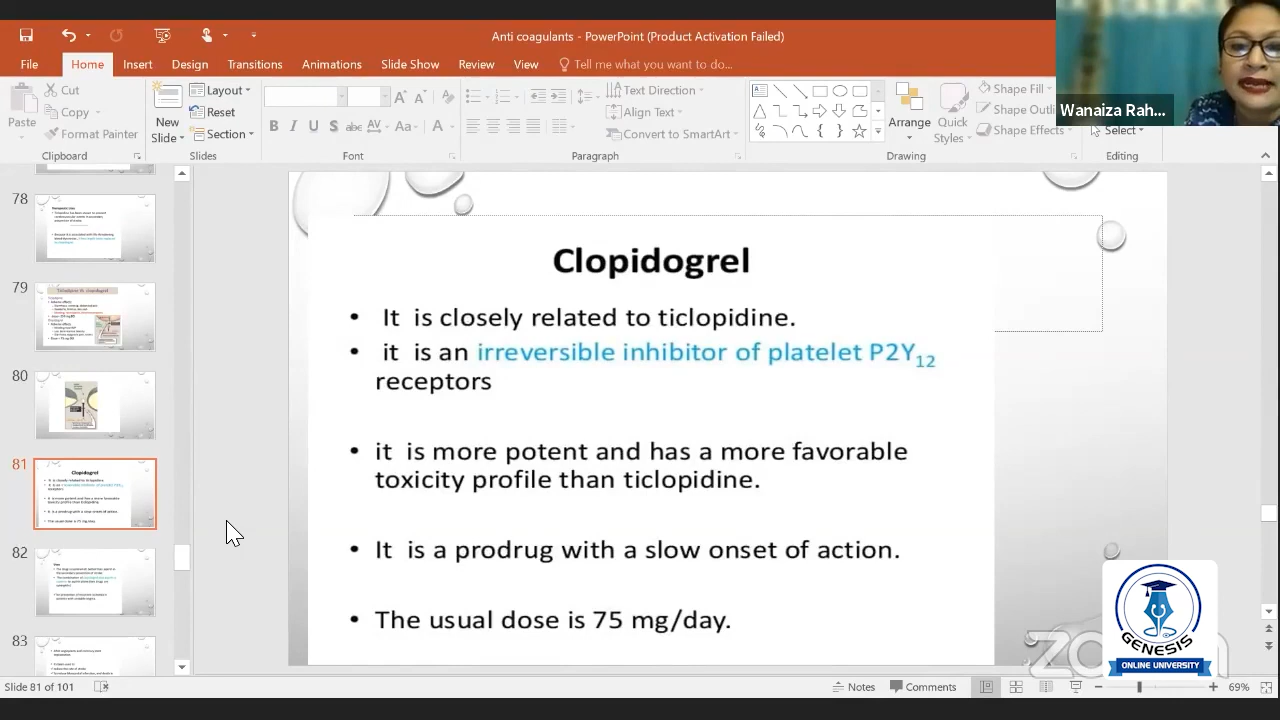 Anti coagulants - PowerPoint (Product Activation Failed)
File Home Insert Design Transitions Animations Slide Show Review View Tell me what you want to do...
Paste
Cut
Copy
Format Painter
Clipboard
New
Slide
Layout
Reset
Section
Slides
B I U S abc AV Aa A
Font
Text Direction
Align Text
Convert to SmartArt
Paragraph
Arrange
Quick
Styles
Shape Fill
Shape Outli
Shape Effects
Drawing
Select
Editing
Wanaiza Rah...
78
79
80
81
Clopidogrel
82
83
Clopidogrel
• It is closely related to ticlopidine.
• it is an irreversible inhibitor of platelet P2Y12
receptors
• it is more potent and has a more favorable
toxicity profile than ticlopidine.
• It is a prodrug with a slow onset of action.
• The usual dose is 75 mg/day.
zoom
GENESIS
ONLINE UNIVERSITY
Slide 81 of 101
Notes
Comments
69%